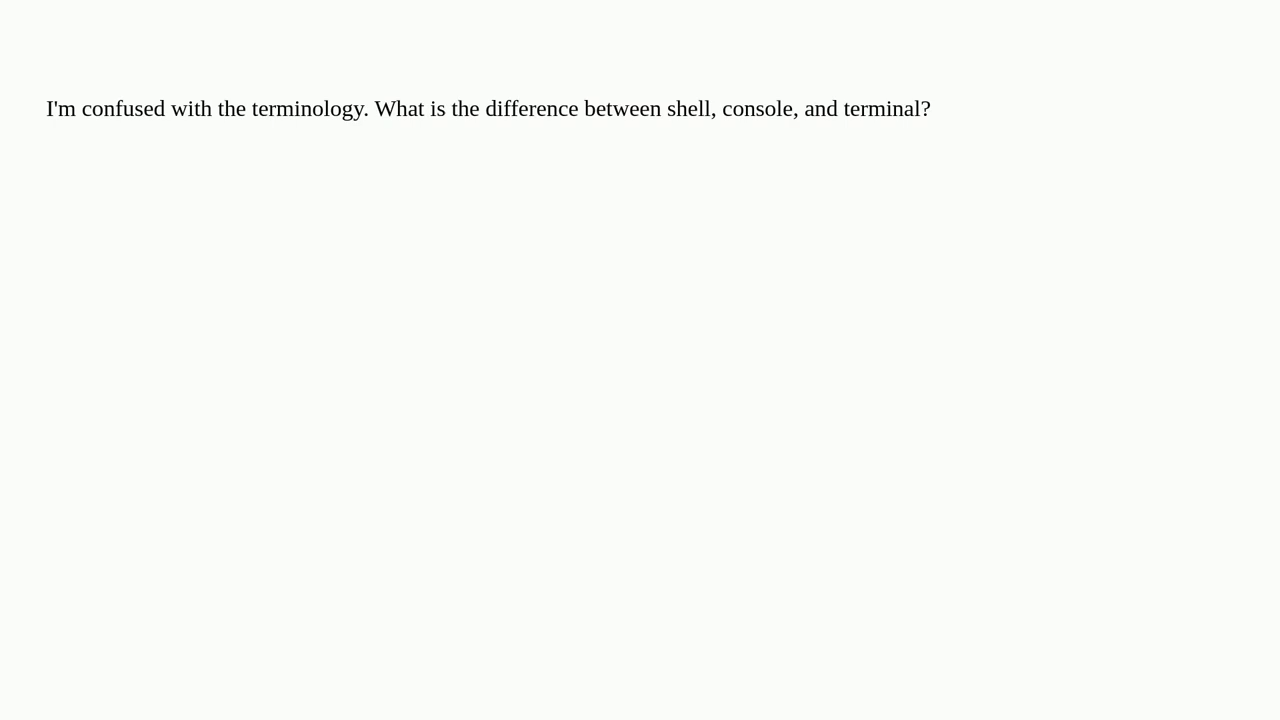 I'm confused with the terminology. What is the difference between shell, console, and terminal?